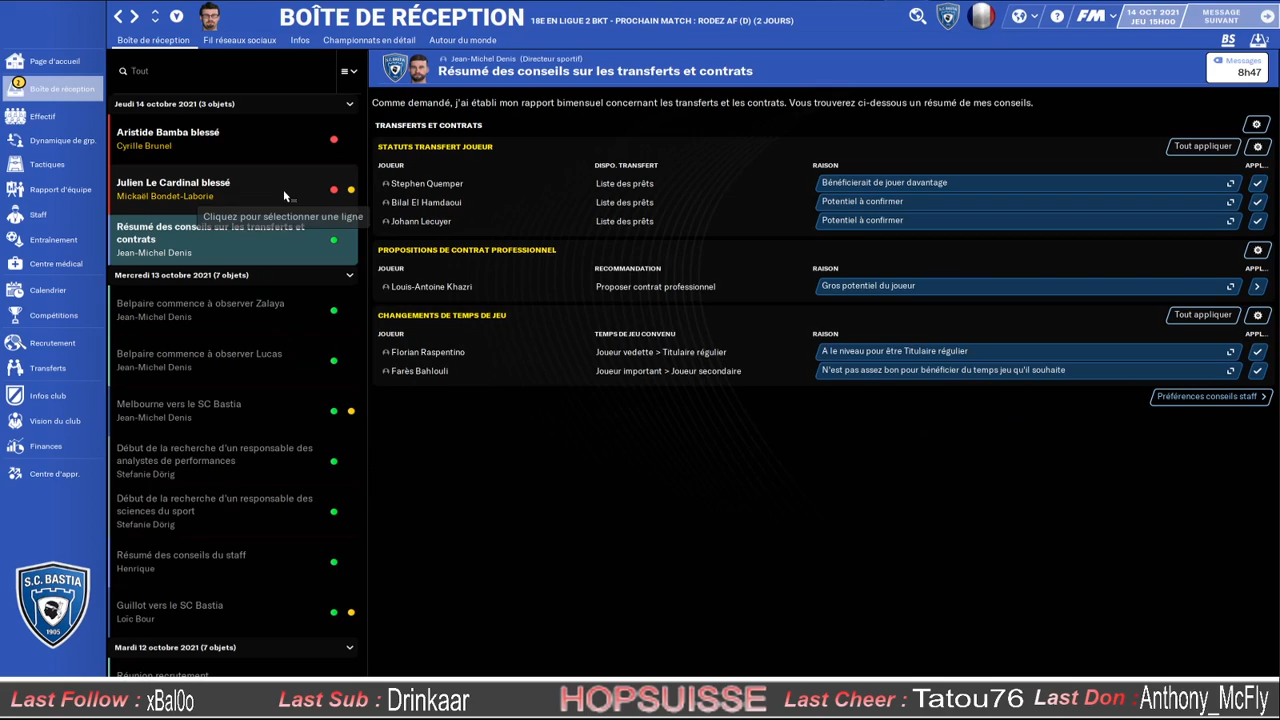 BOÎTE DE RÉCEPTION
18E EN LIGUE 2 BKT - PROCHAIN MATCH : RODEZ AF (D) (2 JOURS)
FM
14 OCT 2021
JEU 15H00
MESSAGE
SUIVANT
Boîte de réception
Fil réseaux sociaux
Infos
Championnats en détail
Autour du monde
BS
2
Page d'accueil
Boîte de réception
Effectif
Dynamique de grp.
Tactiques
Rapport d'équipe
Staff
Entraînement
Centre médical
Calendrier
Compétitions
Recrutement
Transferts
Infos club
Vision du club
Finances
Centre d'appr.
S.C. BASTIA
1905
Tout
Jeudi 14 octobre 2021 (3 objets)
Aristide Bamba blessé
Cyrille Brunel
Julien Le Cardinal blessé
Mickaël Bondet-Laborie
Cliquez pour sélectionner une ligne
Résumé des conseils sur les transferts et
contrats
Jean-Michel Denis
Mercredi 13 octobre 2021 (7 objets)
Belpaire commence à observer Zalaya
Jean-Michel Denis
Belpaire commence à observer Lucas
Jean-Michel Denis
Melbourne vers le SC Bastia
Jean-Michel Denis
Début de la recherche d'un responsable des
analystes de performances
Stefanie Dörig
Début de la recherche d'un responsable des
sciences du sport
Stefanie Dörig
Résumé des conseils du staff
Henrique
Guillot vers le SC Bastia
Loïc Bour
Mardi 12 octobre 2021 (7 objets)
Réunion recrutement
Jean-Michel Denis (Directeur sportif)
Résumé des conseils sur les transferts et contrats
Messages
8h47
Comme demandé, j'ai établi mon rapport bimensuel concernant les transferts et les contrats. Vous trouverez ci-dessous un résumé de mes conseils.
TRANSFERTS ET CONTRATS
STATUTS TRANSFERT JOUEUR
Tout appliquer
JOUEUR DISPO. TRANSFERT RAISON APPL...
Stephen Quemper Liste des prêts Bénéficierait de jouer davantage
Bilal El Hamdaoui Liste des prêts Potentiel à confirmer
Johann Lecuyer Liste des prêts Potentiel à confirmer
PROPOSITIONS DE CONTRAT PROFESSIONNEL
JOUEUR RECOMMANDATION RAISON APPL...
Louis-Antoine Khazri Proposer contrat professionnel Gros potentiel du joueur
CHANGEMENTS DE TEMPS DE JEU
Tout appliquer
JOUEUR TEMPS DE JEU CONVENU RAISON APPL...
Florian Raspentino Joueur vedette > Titulaire régulier A le niveau pour être Titulaire régulier
Farès Bahlouli Joueur important > Joueur secondaire N'est pas assez bon pour bénéficier du temps jeu qu'il souhaite
Préférences conseils staff
Last Follow : xBal0o
Last Sub : Drinkaar
HOPSUISSE
Last Cheer : Tatou76
Last Don : Anthony_McFly